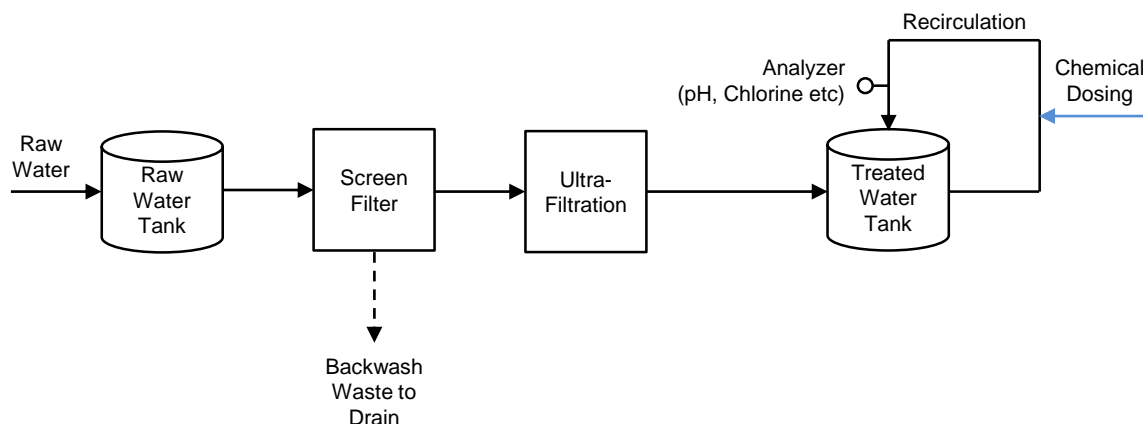 Recirculation
Analyzer
(pH, Chlorine etc)
Chemical
Dosing
Raw
Water
Raw
Water
Tank
Screen
Filter
Ultra-
Filtration
Treated
Water
Tank
Backwash
Waste to
Drain